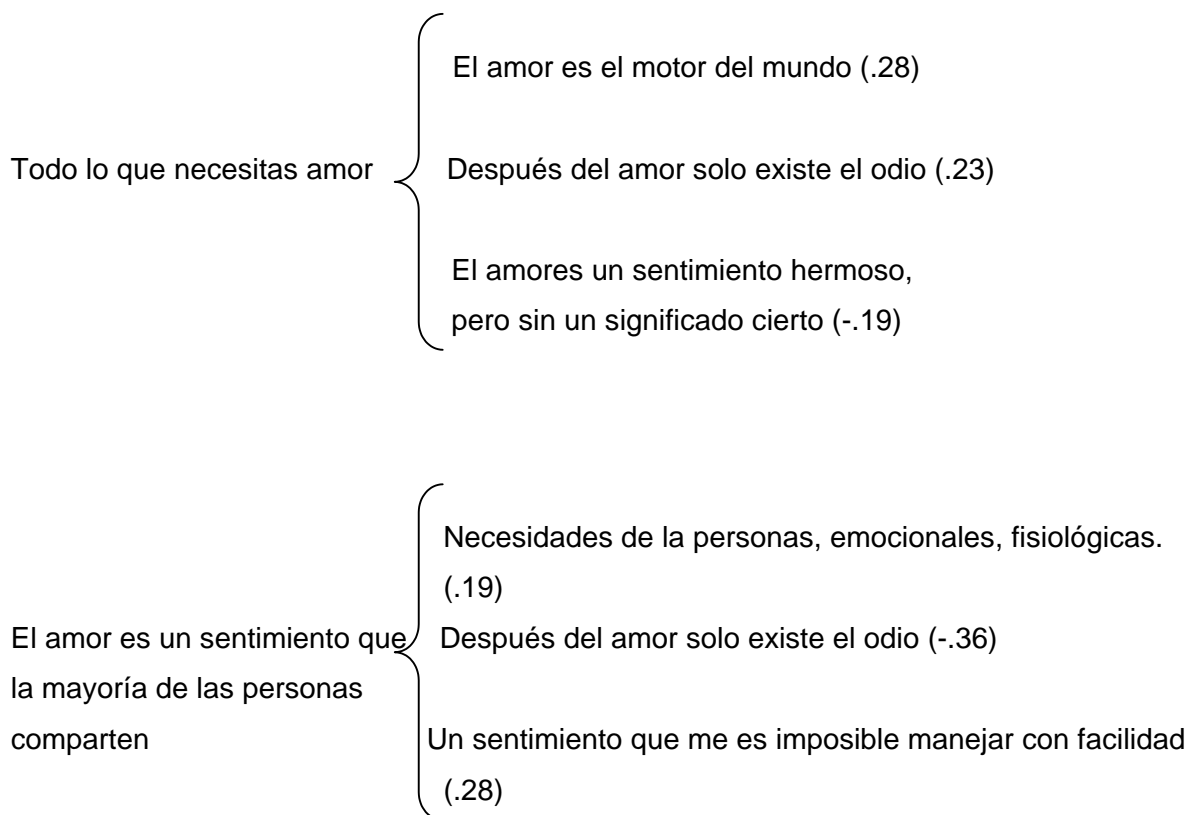 El amor es el motor del mundo (.28)
Todo lo que necesitas amor
Después del amor solo existe el odio (.23)
El amores un sentimiento hermoso,
pero sin un significado cierto (-.19)
El amor es un sentimiento que
la mayoría de las personas
comparten
Necesidades de la personas, emocionales, fisiológicas.
(.19)
Después del amor solo existe el odio (-.36)
Un sentimiento que me es imposible manejar con facilidad
(.28)